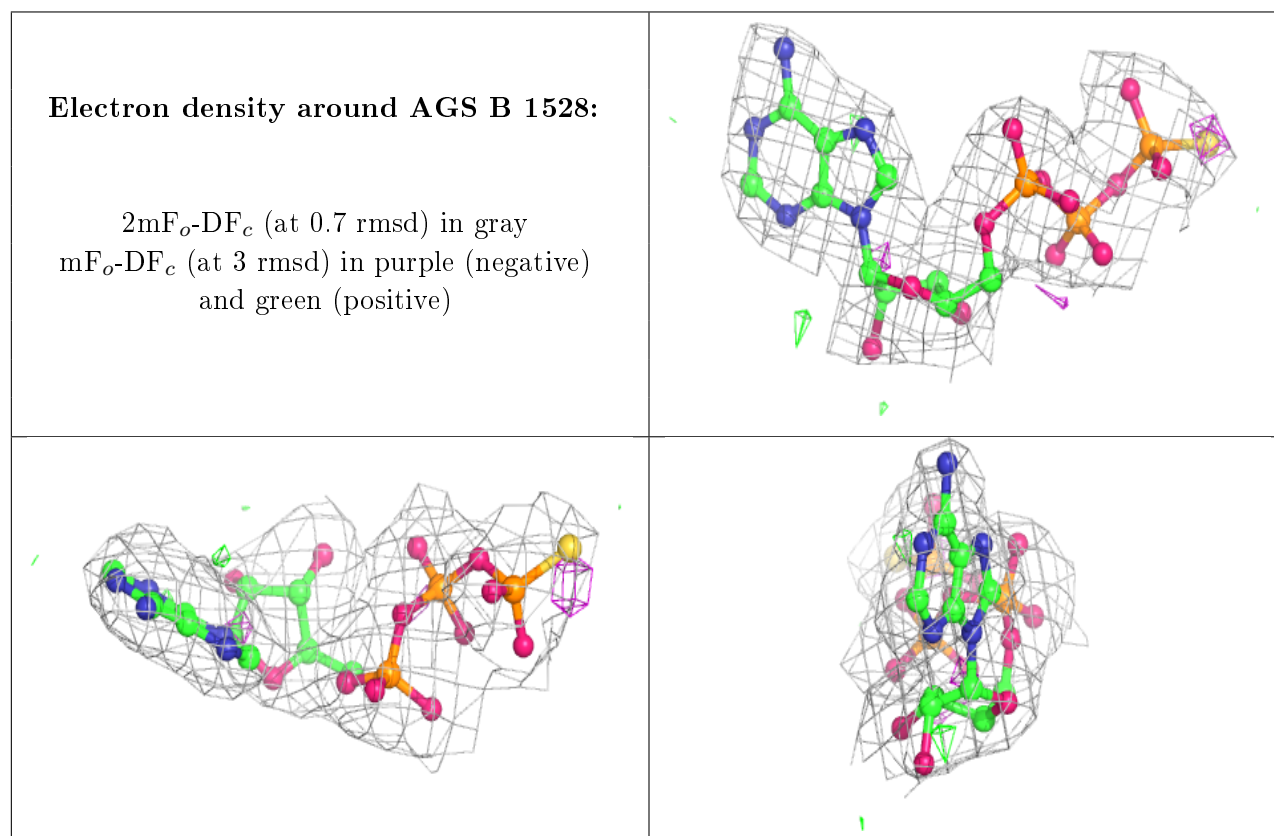 Electron density around AGS B 1528:
2mFo-DFc (at 0.7 rmsd) in gray
mFo-DFc (at 3 rmsd) in purple (negative)
and green (positive)